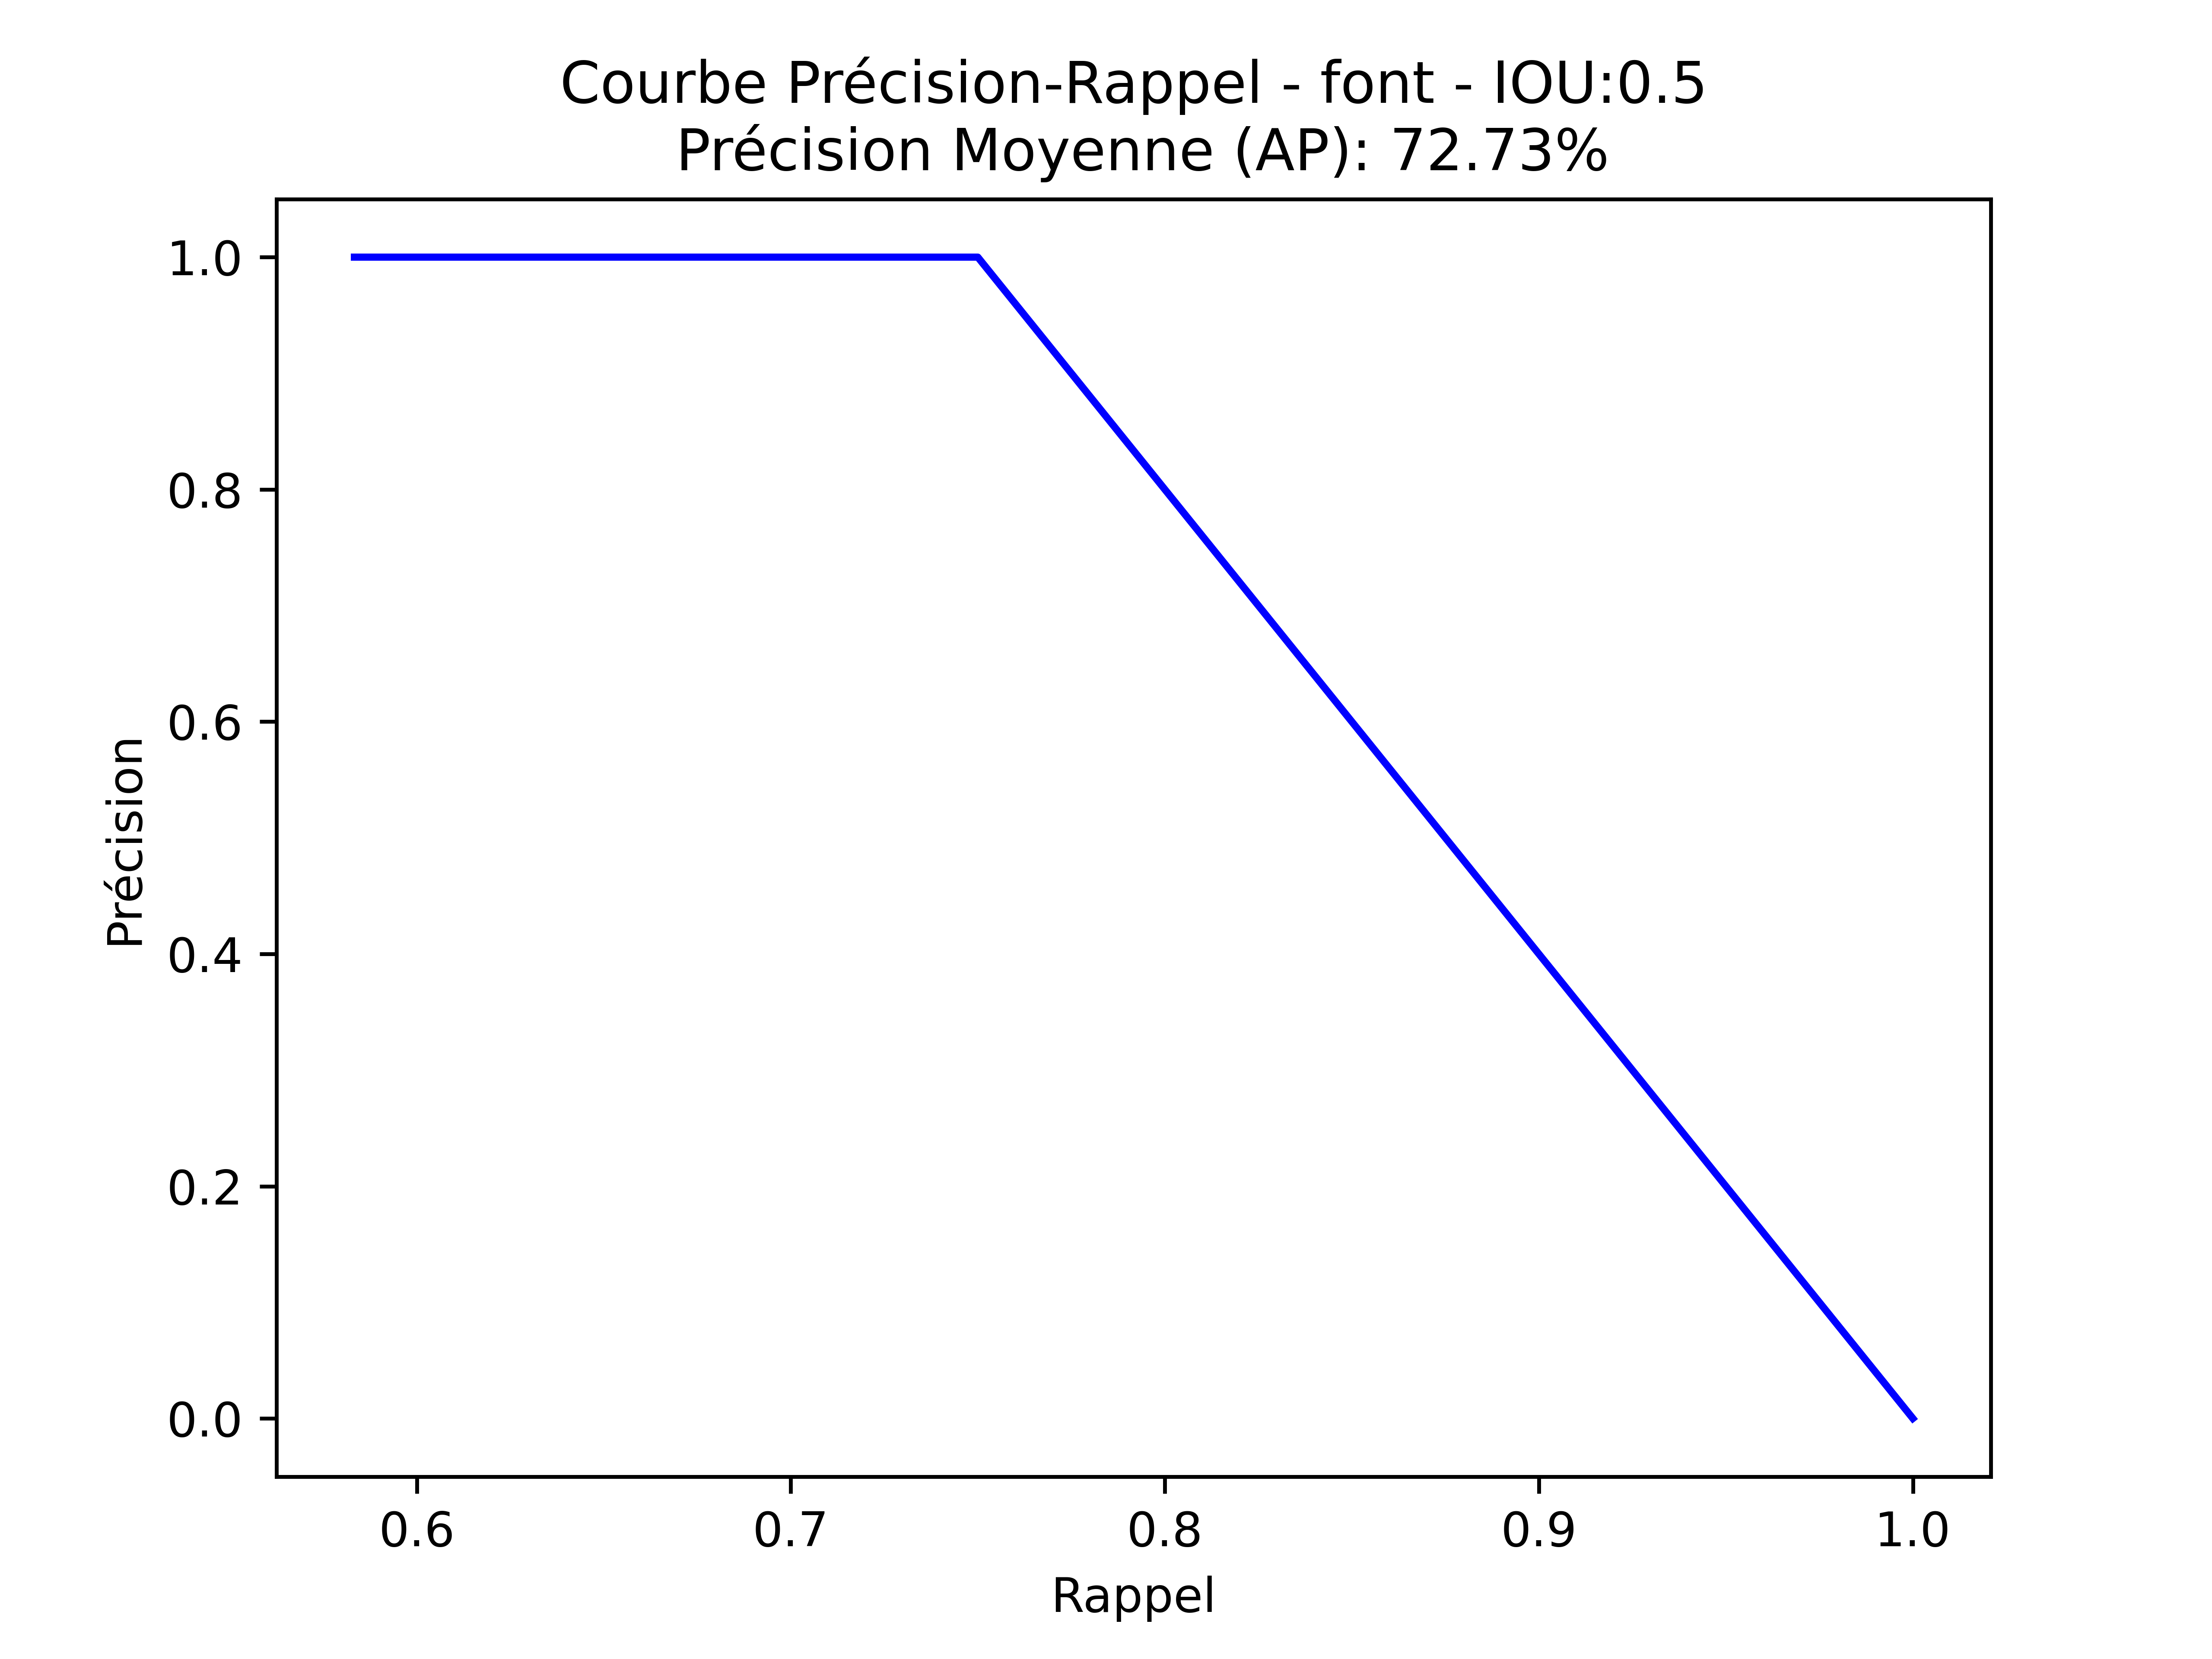 Courbe Précision-Rappel - font - IOU:0.5
Précision Moyenne (AP): 72.73%
1.0
0.8
0.6
0.4
0.2
0.0
Précision
0.6 0.7 0.8 0.9 1.0
Rappel